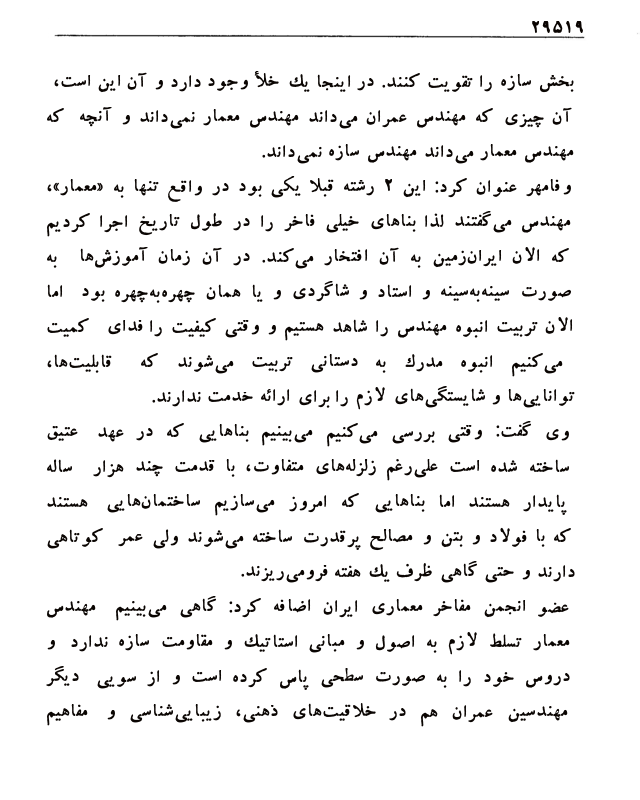 ۲۹۵۱۹
بخش سازه را تقویت کنند. در اینجا یك خلأ وجود دارد و آن این است،
آن چیزی که مهندس عمران می‌داند مهندس معمار نمی‌داند و آنچه که
مهندس معمار می‌داند مهندس سازه نمی‌داند.
وفامهر عنوان کرد: این ۲ رشته قبلا یکی بود در واقع تنها به «معمار»،
مهندس می‌گفتند لذا بناهای خیلی فاخر را در طول تاریخ اجرا کردیم
که الان ایران‌زمین به آن افتخار می‌کند. در آن زمان آموزش‌ها به
صورت سینه‌به‌سینه و استاد و شاگردی و یا همان چهره‌به‌چهره بود اما
الان تربیت انبوه مهندس را شاهد هستیم و وقتی کیفیت را فدای کمیت
می‌کنیم انبوه مدرك به دستانی تربیت می‌شوند که قابلیت‌ها،
توانایی‌ها و شایستگی‌های لازم را برای ارائه خدمت ندارند.
وی گفت: وقتی بررسی می‌کنیم می‌بینیم بناهایی که در عهد عتیق
ساخته شده است علی‌رغم زلزله‌های متفاوت، با قدمت چند هزار ساله
پایدار هستند اما بناهایی که امروز می‌سازیم ساختمان‌هایی هستند
که با فولاد و بتن و مصالح پرقدرت ساخته می‌شوند ولی عمر کوتاهی
دارند و حتی گاهی ظرف یك هفته فرومی‌ریزند.
عضو انجمن مفاخر معماری ایران اضافه کرد: گاهی می‌بینیم مهندس
معمار تسلط لازم به اصول و مبانی استاتیك و مقاومت سازه ندارد و
دروس خود را به صورت سطحی پاس کرده است و از سویی دیگر
مهندسین عمران هم در خلاقیت‌های ذهنی، زیبایی‌شناسی و مفاهیم